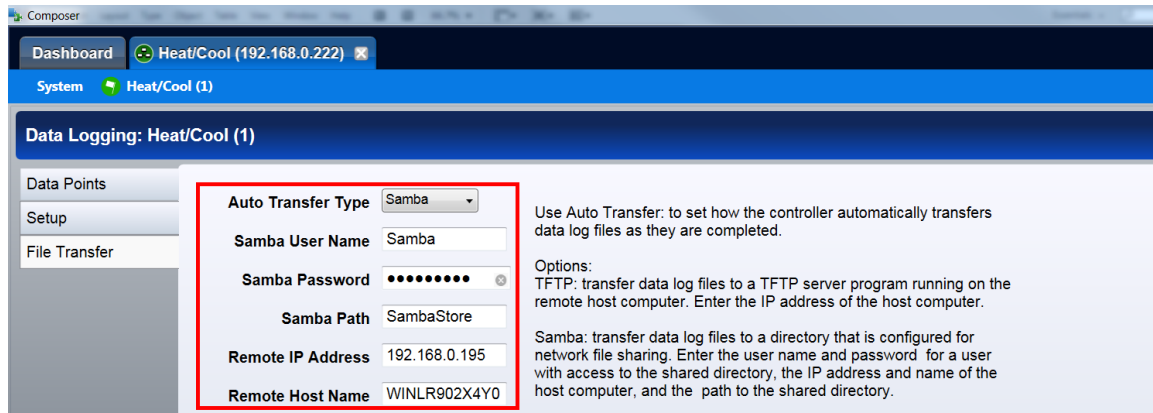 Composer
Dashboard
Heat/Cool (192.168.0.222)
System
Heat/Cool (1)
Data Logging: Heat/Cool (1)
Data Points
Setup
File Transfer
Auto Transfer Type Samba
Samba User Name Samba
Samba Password ●●●●●●●●●
Samba Path SambaStore
Remote IP Address 192.168.0.195
Remote Host Name WINLR902X4Y0
Use Auto Transfer: to set how the controller automatically transfers
data log files as they are completed.
Options:
TFTP: transfer data log files to a TFTP server program running on the
remote host computer. Enter the IP address of the host computer.
Samba: transfer data log files to a directory that is configured for
network file sharing. Enter the user name and password for a user
with access to the shared directory, the IP address and name of the
host computer, and the path to the shared directory.